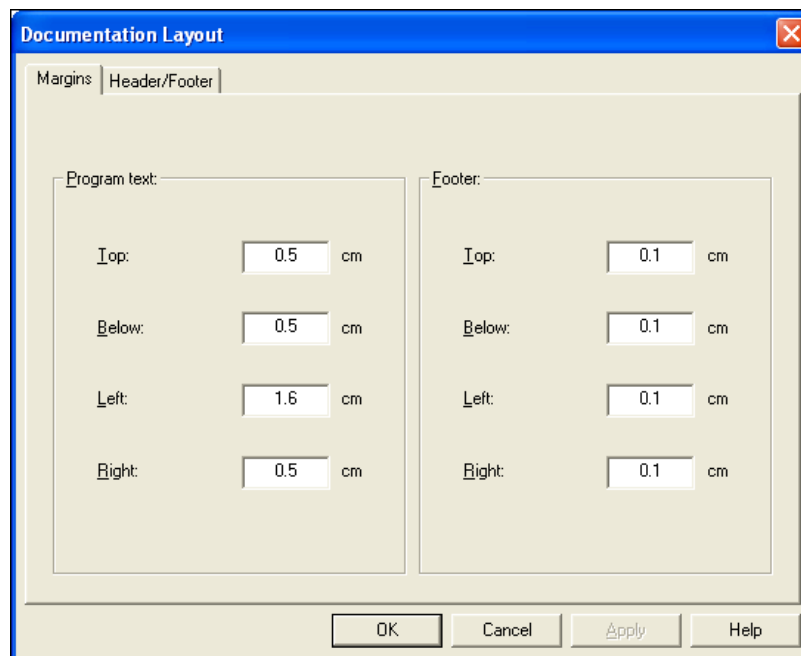 Documentation Layout
Margins Header/Footer
Program text: Footer:
Top: 0.5 cm Top: 0.1 cm
Below: 0.5 cm Below: 0.1 cm
Left: 1.6 cm Left: 0.1 cm
Right: 0.5 cm Right: 0.1 cm
OK Cancel Apply Help